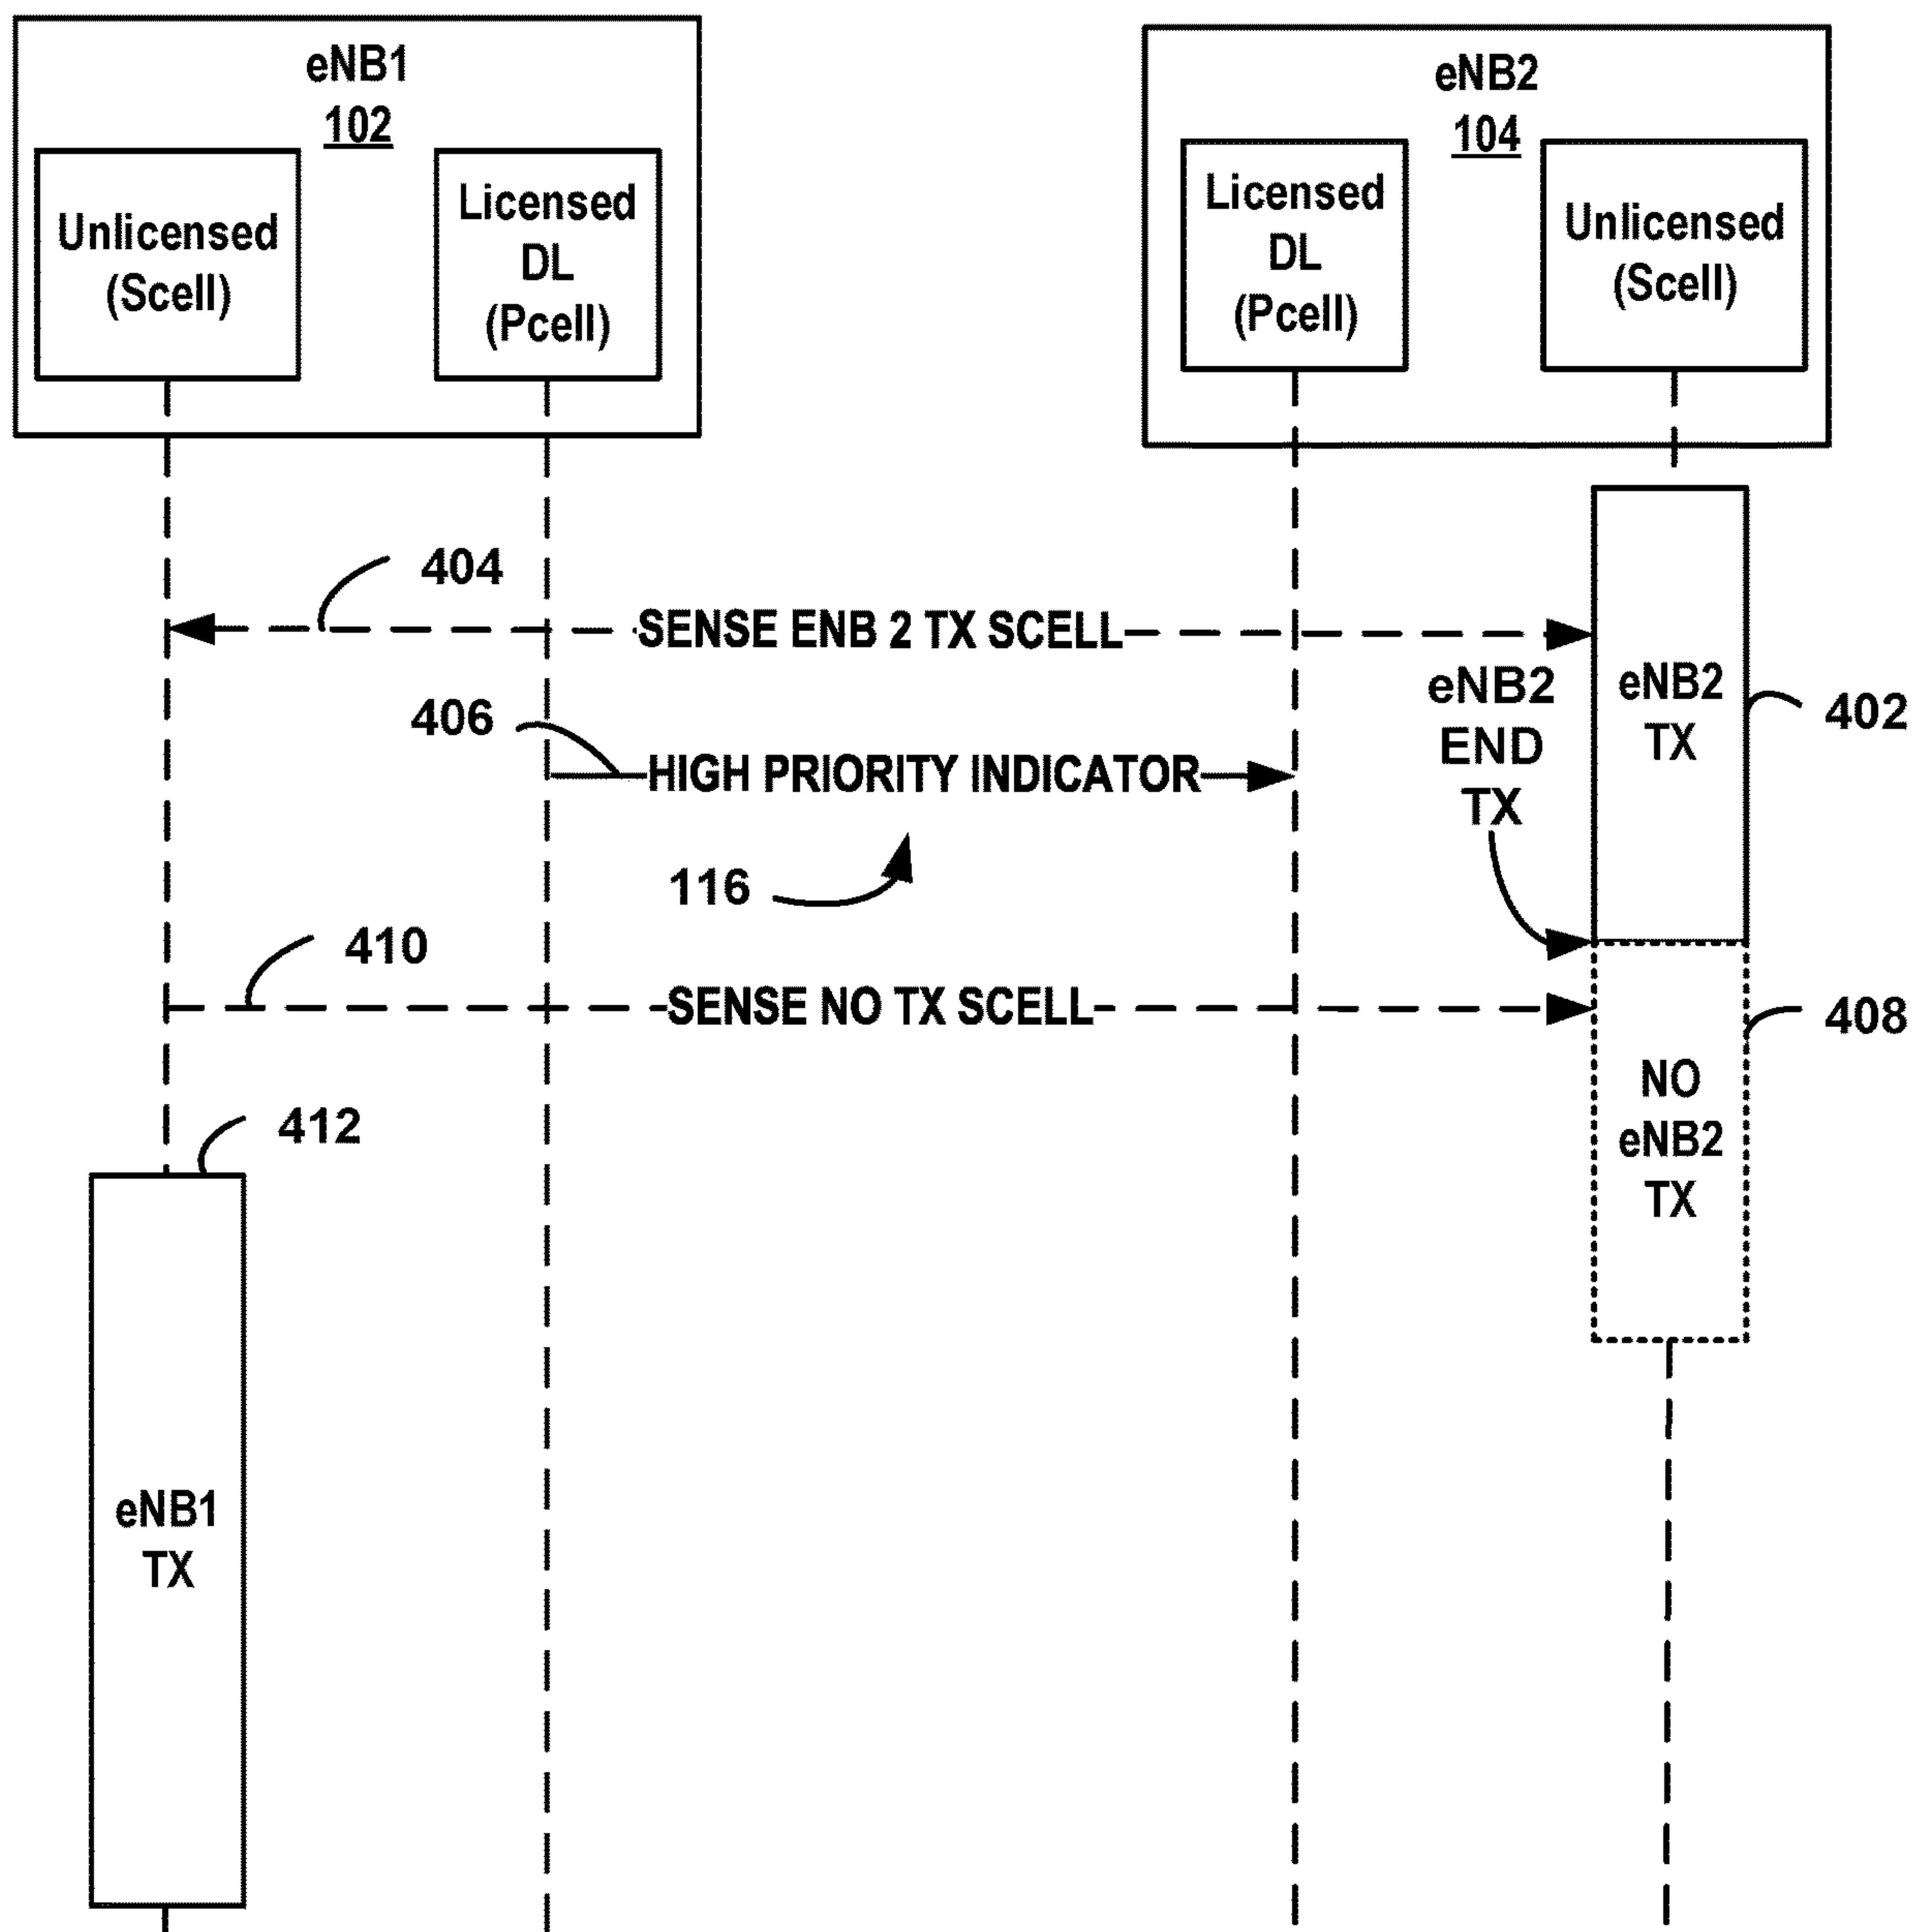 eNB1
102
Unlicensed
(Scell)
Licensed
DL
(Pcell)
eNB2
104
Licensed
DL
(Pcell)
Unlicensed
(Scell)
404
SENSE ENB 2 TX SCELL
eNB2
END
TX
eNB2
TX
402
406
HIGH PRIORITY INDICATOR
116
410
SENSE NO TX SCELL
408
NO
eNB2
TX
412
eNB1
TX